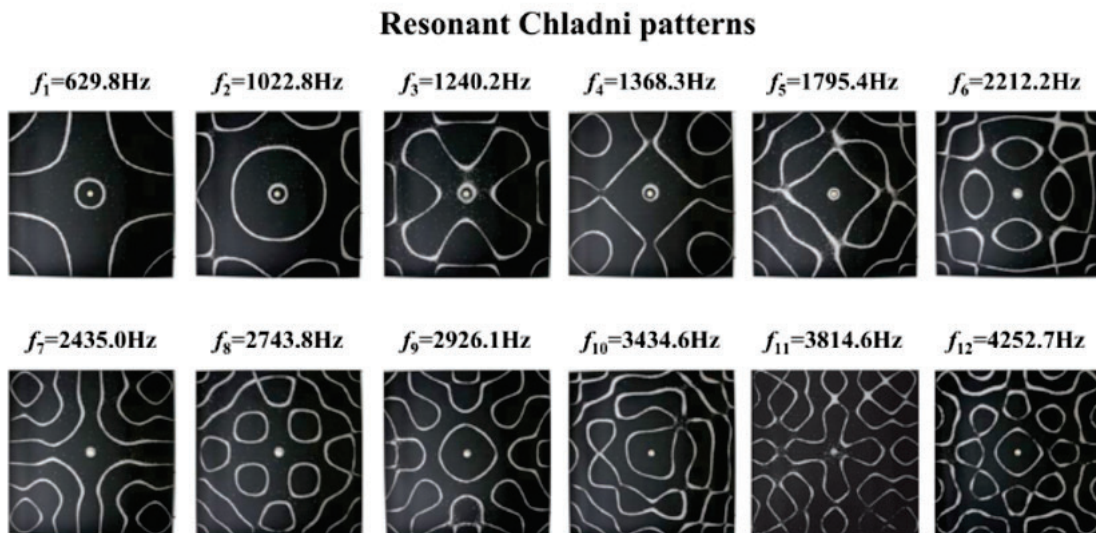 Resonant Chladni patterns
f₁=629.8Hz f₂=1022.8Hz f₃=1240.2Hz f₄=1368.3Hz f₅=1795.4Hz f₆=2212.2Hz
f₇=2435.0Hz f₈=2743.8Hz f₉=2926.1Hz f₁₀=3434.6Hz f₁₁=3814.6Hz f₁₂=4252.7Hz